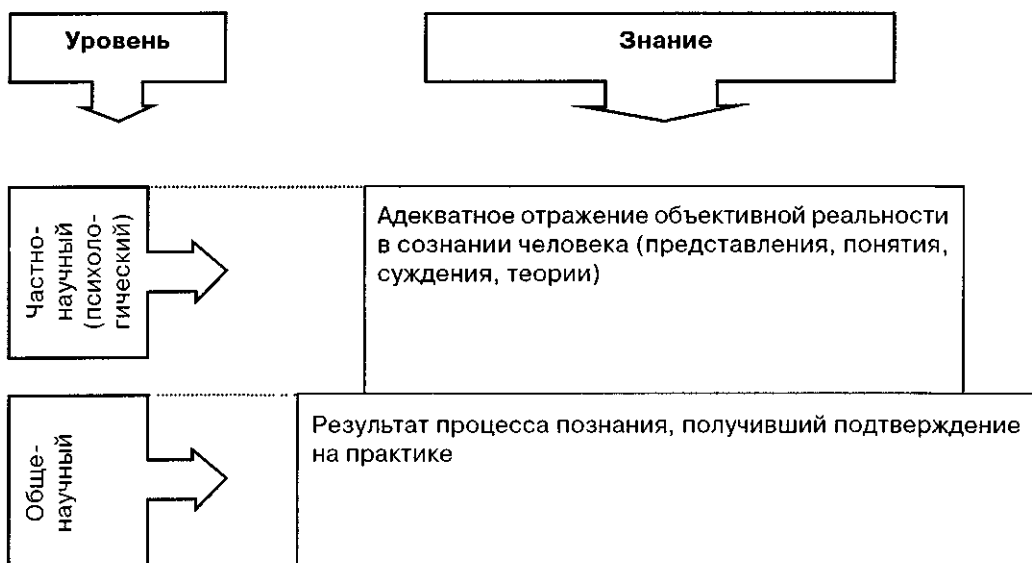 Уровень
Знание
Частно-
научный
(психоло-
гический)
Адекватное отражение объективной реальности
в сознании человека (представления, понятия,
суждения, теории)
Обще-
научный
Результат процесса познания, получивший подтверждение
на практике